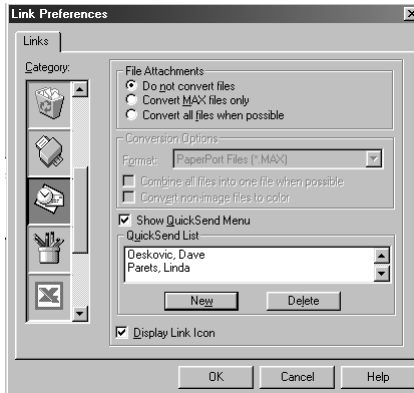 Link Preferences
Links
Category:
File Attachments
Do not convert files
Convert MAX files only
Convert all files when possible
Conversion Options
Format: PaperPort Files (*.MAX)
Combine all files into one file when possible
Convert non-image files to color
Show QuickSend Menu
QuickSend List
Oeskovic, Dave
Parets, Linda
New Delete
Display Link Icon
OK Cancel Help